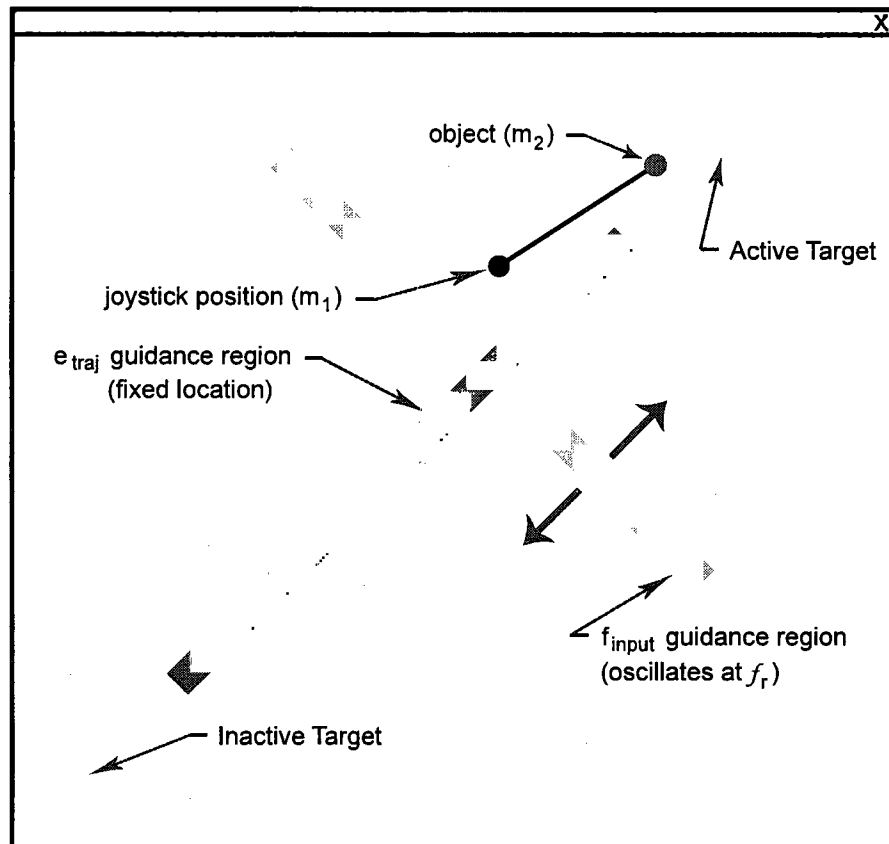 X
object (m2)
Active Target
joystick position (m1)
e traj guidance region
(fixed location)
finput guidance region
(oscillates at fr)
Inactive Target